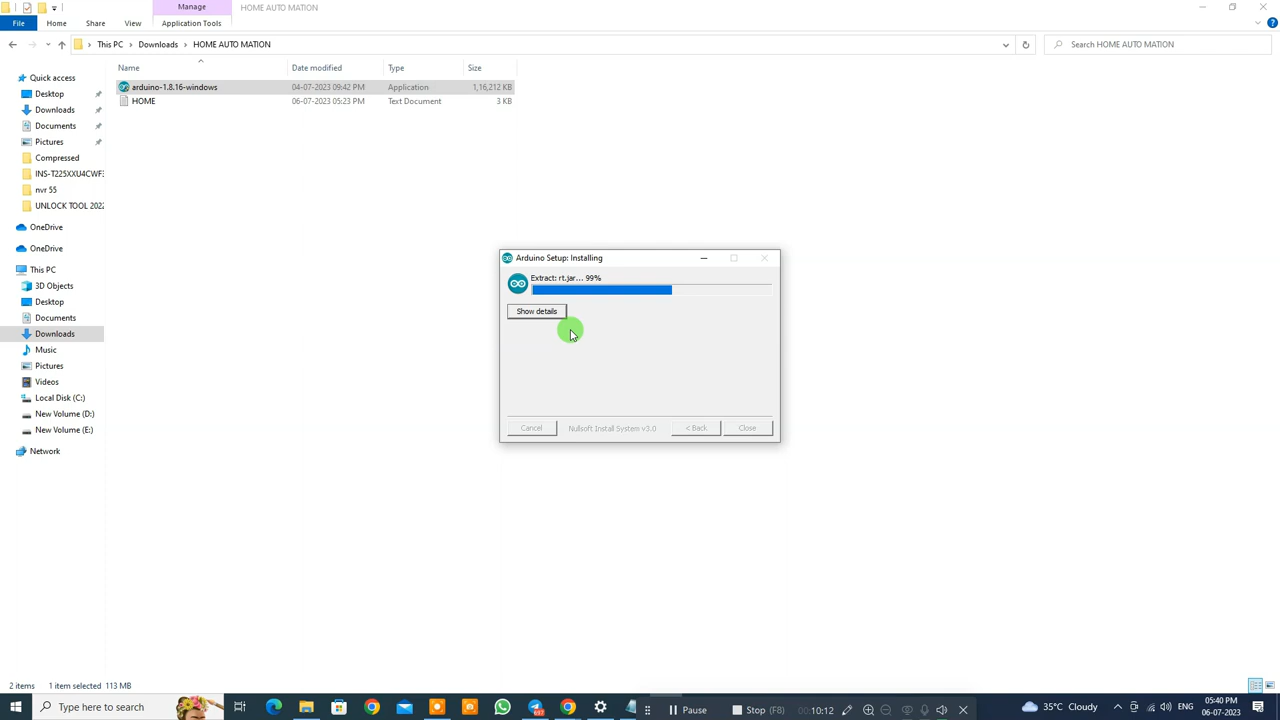 Manage
HOME AUTO MATION
File
Home
Share
View
Application Tools
This PC
Downloads
HOME AUTO MATION
Search HOME AUTO MATION
Name
Date modified
Type
Size
arduino-1.8.16-windows
04-07-2023 09:42 PM
Application
1,16,212 KB
HOME
06-07-2023 05:23 PM
Text Document
3 KB
Quick access
Desktop
Downloads
Documents
Pictures
Compressed
INS-T225XXU4CWF3
nvr 55
UNLOCK TOOL 2022
OneDrive
OneDrive
This PC
3D Objects
Desktop
Documents
Downloads
Music
Pictures
Videos
Local Disk (C:)
New Volume (D:)
New Volume (E:)
Network
Arduino Setup: Installing
Extract: rt.jar... 99%
Show details
Cancel
Nullsoft Install System v3.0
< Back
Close
2 items
1 item selected 113 MB
Type here to search
Pause
Stop (F8)
00:10:12
35°C Cloudy
ENG
05:40 PM
06-07-2023